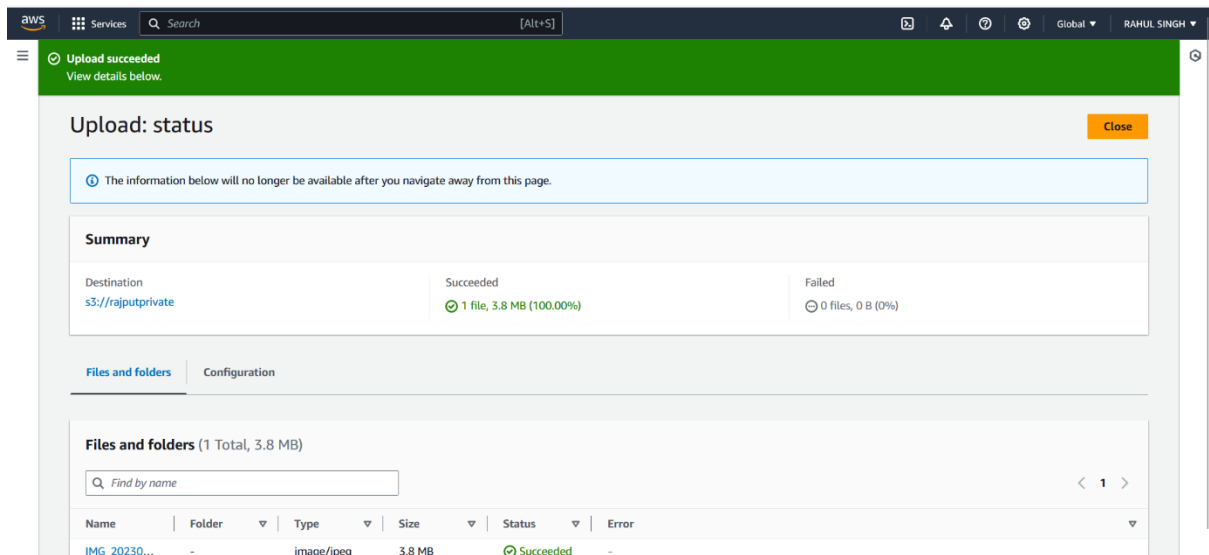 aws Services Search [Alt+S] Global RAHUL SINGH
Upload succeeded
View details below.
Upload: status Close
The information below will no longer be available after you navigate away from this page.
Summary
Destination Succeeded Failed
s3://rajputprivate 1 file, 3.8 MB (100.00%) 0 files, 0 B (0%)
Files and folders Configuration
Files and folders (1 Total, 3.8 MB)
Find by name 1
Name Folder Type Size Status Error
IMG_20230... - image/jpeg 3.8 MB Succeeded -